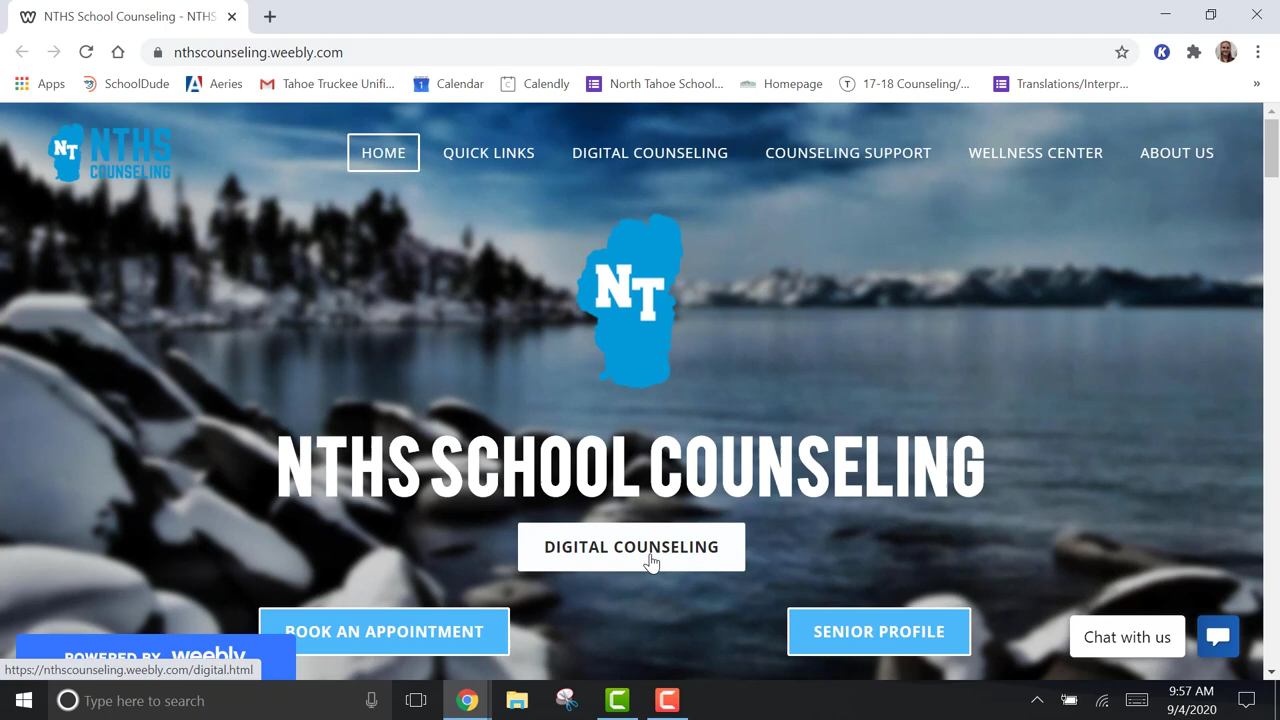 NTHS School Counseling - NTHS
nthscounseling.weebly.com
Apps SchoolDude Aeries Tahoe Truckee Unifi... Calendar Calendly North Tahoe School... Homepage 17-18 Counseling/... Translations/Interpr... »
NT NTHS COUNSELING
HOME QUICK LINKS DIGITAL COUNSELING COUNSELING SUPPORT WELLNESS CENTER ABOUT US
NT
NTHS SCHOOL COUNSELING
DIGITAL COUNSELING
BOOK AN APPOINTMENT SENIOR PROFILE
Chat with us
POWERED BY weebly
https://nthscounseling.weebly.com/digital.html
Type here to search
9:57 AM
9/4/2020